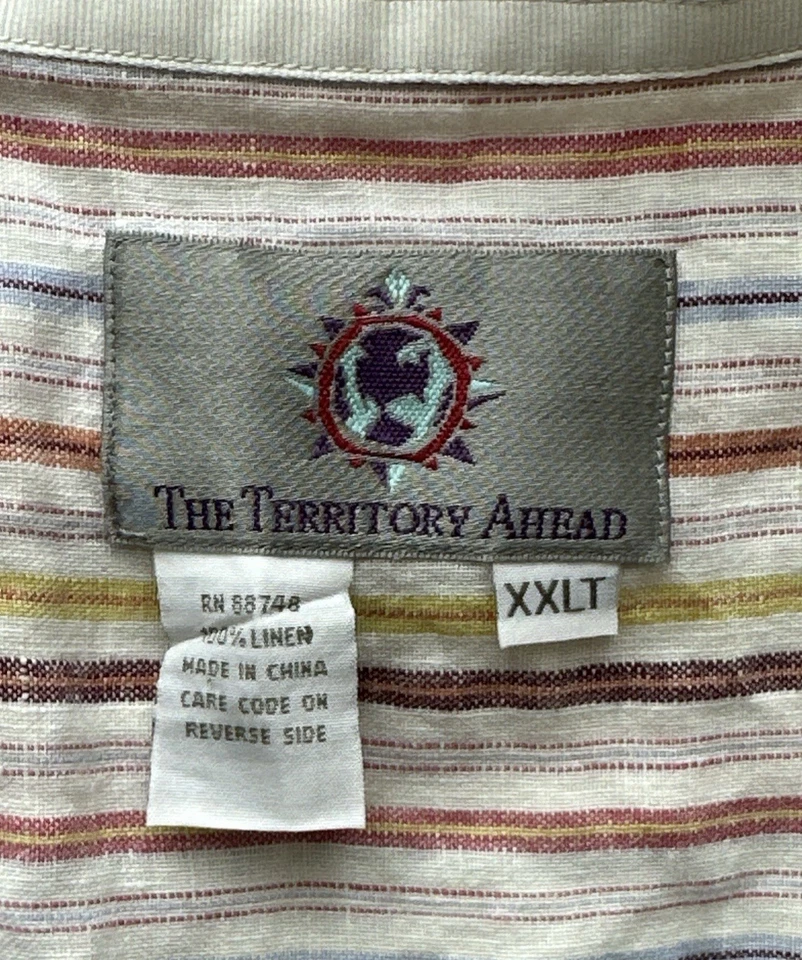 THE TERRITORY AHEAD
XXLT
RN 88748
100% LINEN
MADE IN CHINA
CARE CODE ON
REVERSE SIDE